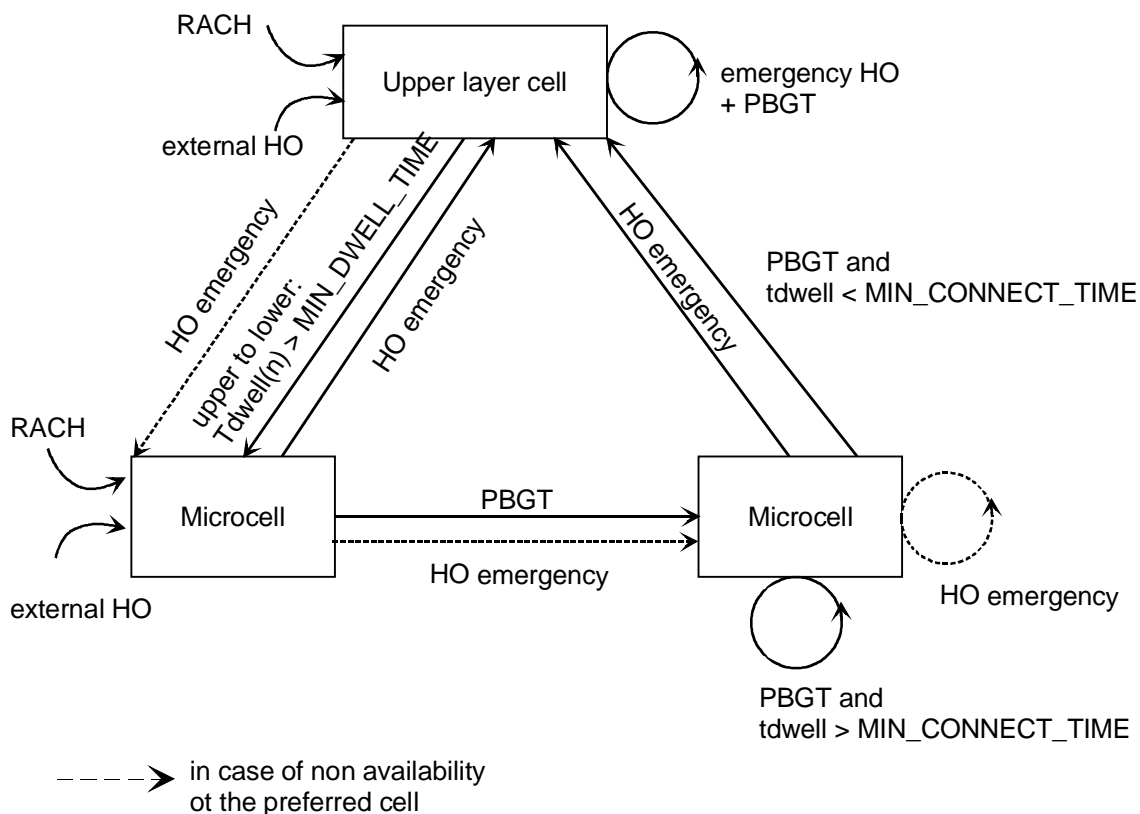 RACH
Upper layer cell
emergency HO
+ PBGT
external HO
HO emergency
upper to lower:
Tdwell(n) > MIN_DWELL_TIME
HO emergency
HO emergency
PBGT and
tdwell < MIN_CONNECT_TIME
RACH
Microcell
PBGT
Microcell
HO emergency
HO emergency
external HO
PBGT and
tdwell > MIN_CONNECT_TIME
in case of non availability
ot the preferred cell